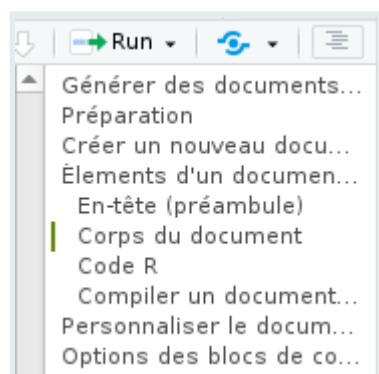 Run
Générer des documents...
Préparation
Créer un nouveau docu...
Élements d'un documen...
En-tête (préambule)
Corps du document
Code R
Compiler un document...
Personnaliser le docum...
Options des blocs de co...